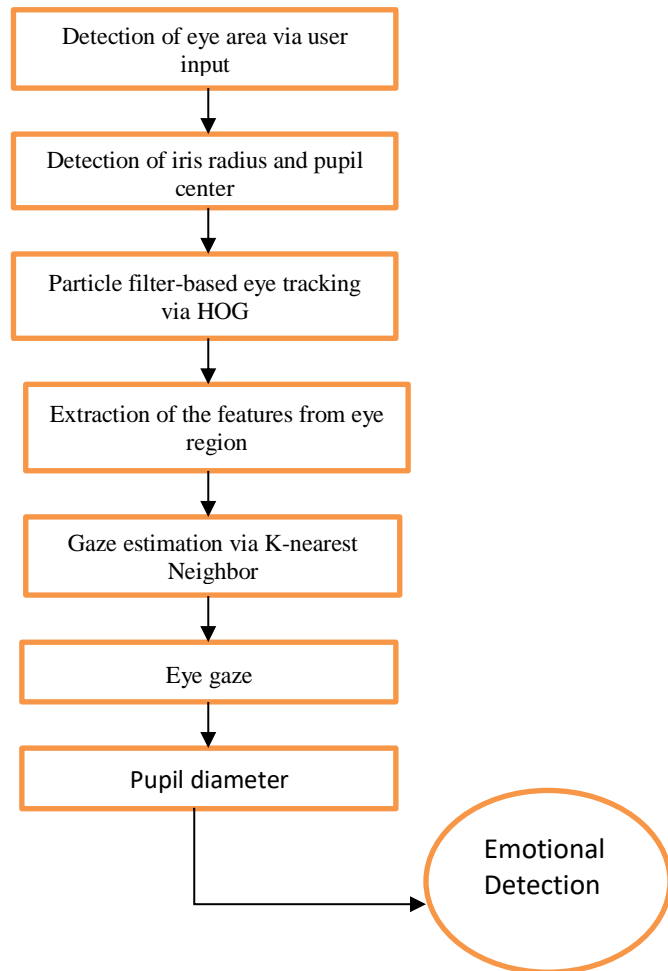 Detection of eye area via user
input
Detection of iris radius and pupil
center
Particle filter-based eye tracking
via HOG
Extraction of the features from eye
region
Gaze estimation via K-nearest
Neighbor
Eye gaze
Pupil diameter
Emotional
Detection